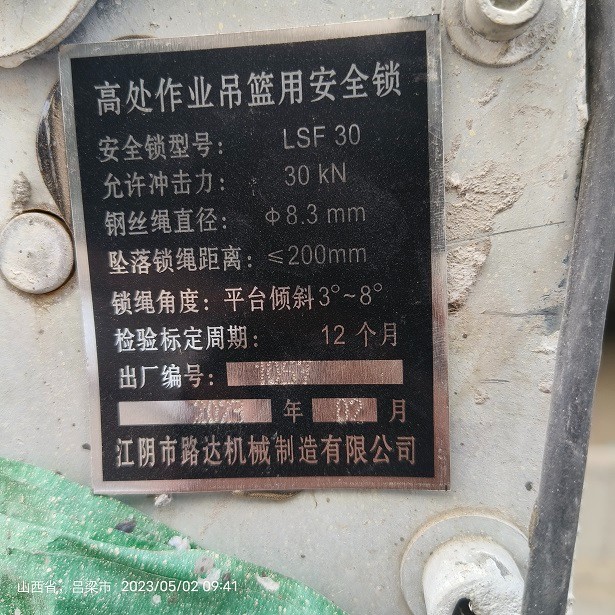 高处作业吊篮用安全锁
安全锁型号： LSF 30
允许冲击力： 30 kN
钢丝绳直径： Φ8.3 mm
坠落锁绳距离：≤200mm
锁绳角度：平台倾斜3°~8°
检验标定周期： 12 个月
出厂编号：
年 02 月
江阴市路达机械制造有限公司
山西省，吕梁市 2023/05/02 09:41